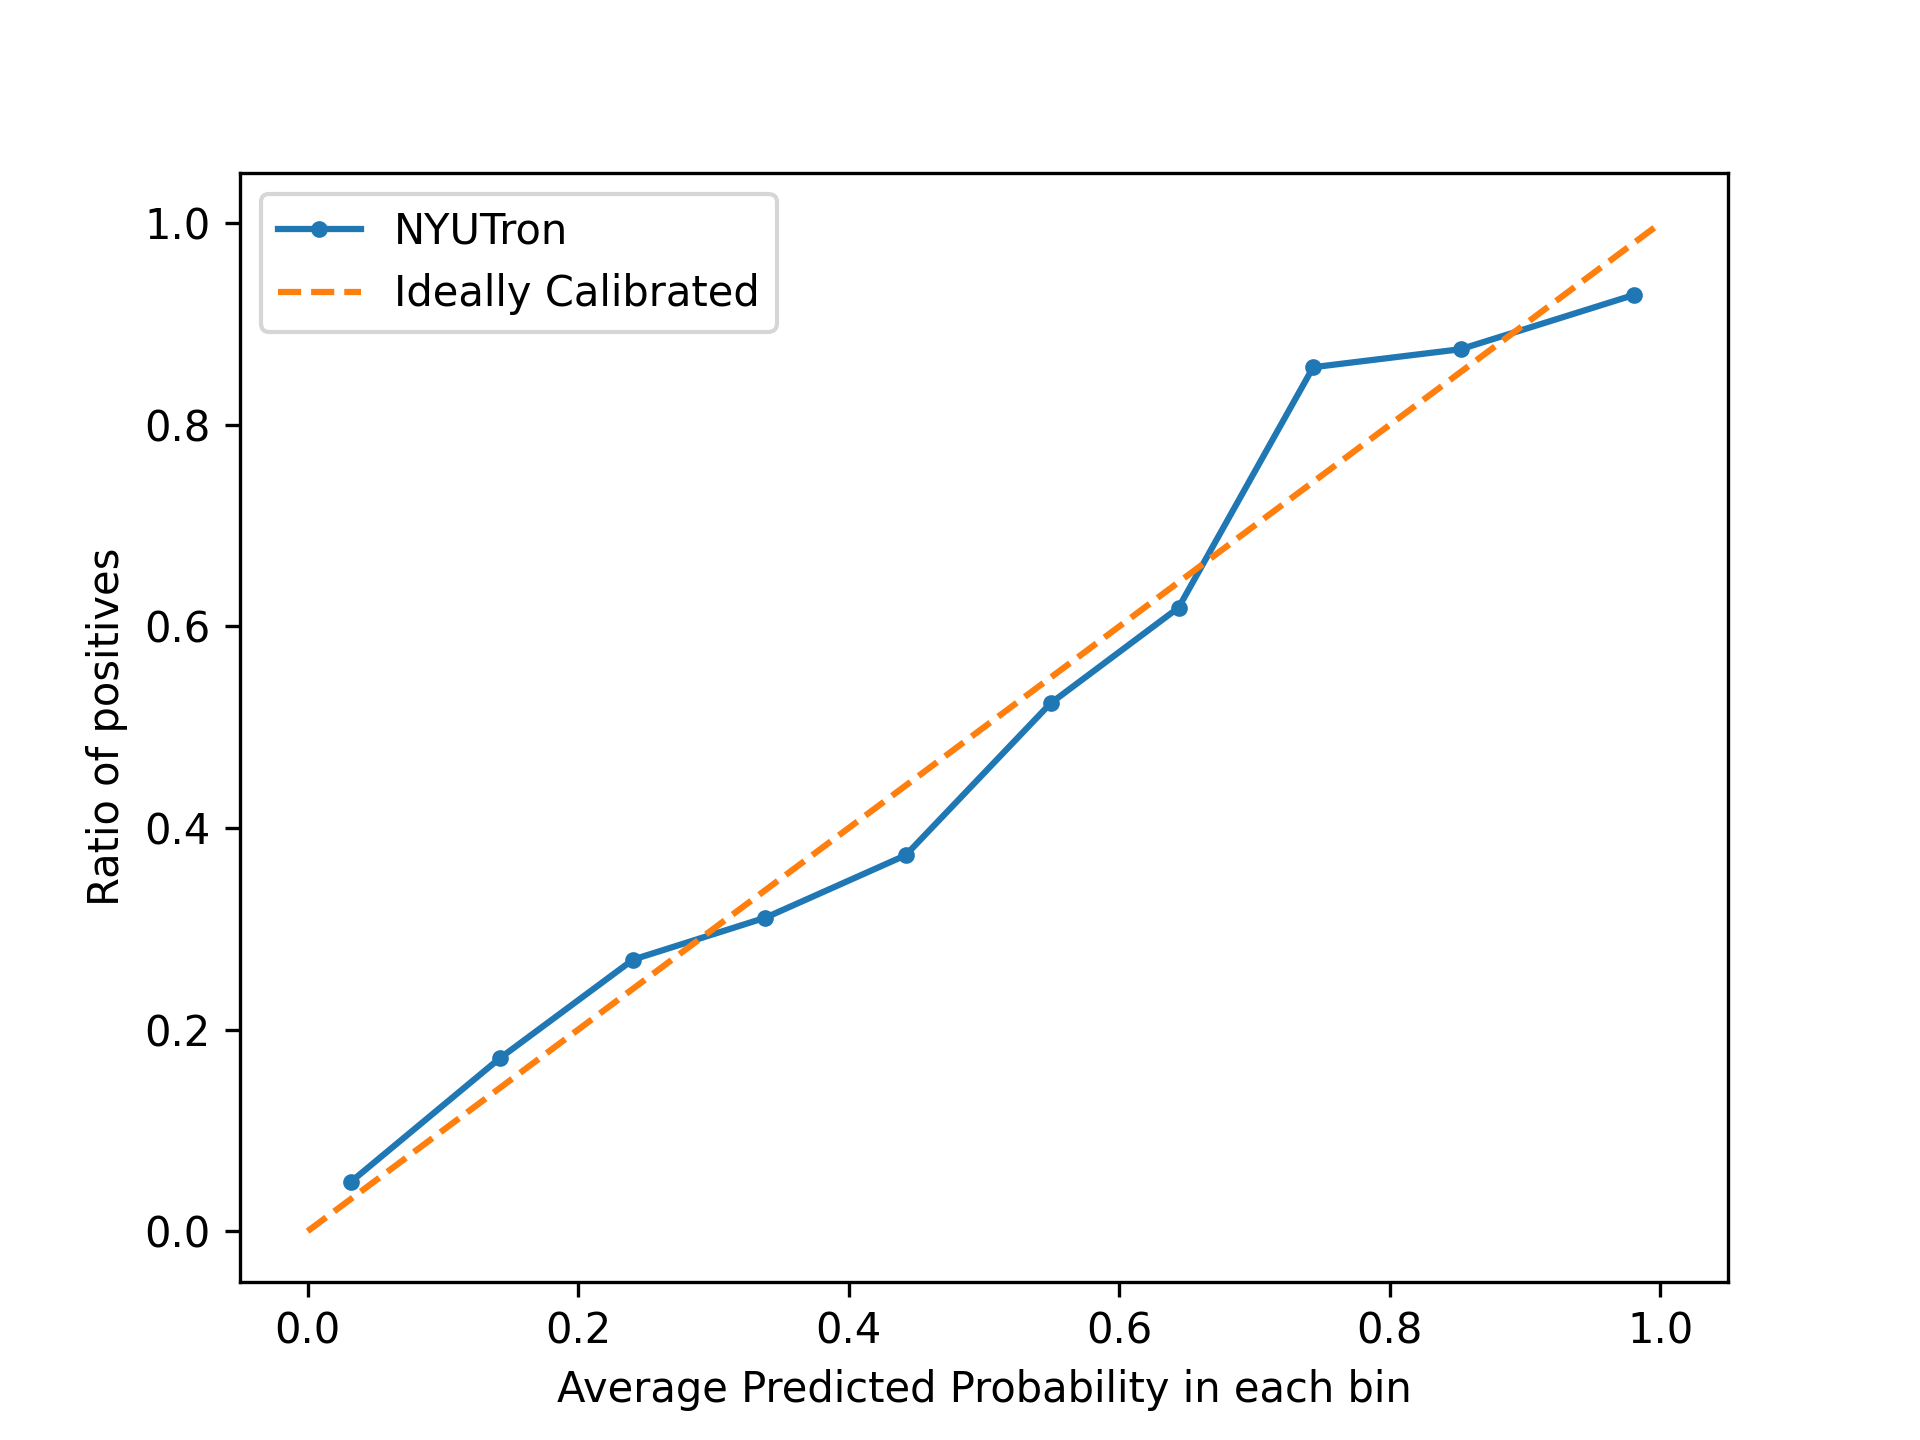 NYUTron
Ideally Calibrated
1.0
0.8
0.6
0.4
0.2
0.0
Ratio of positives
0.0 0.2 0.4 0.6 0.8 1.0
Average Predicted Probability in each bin